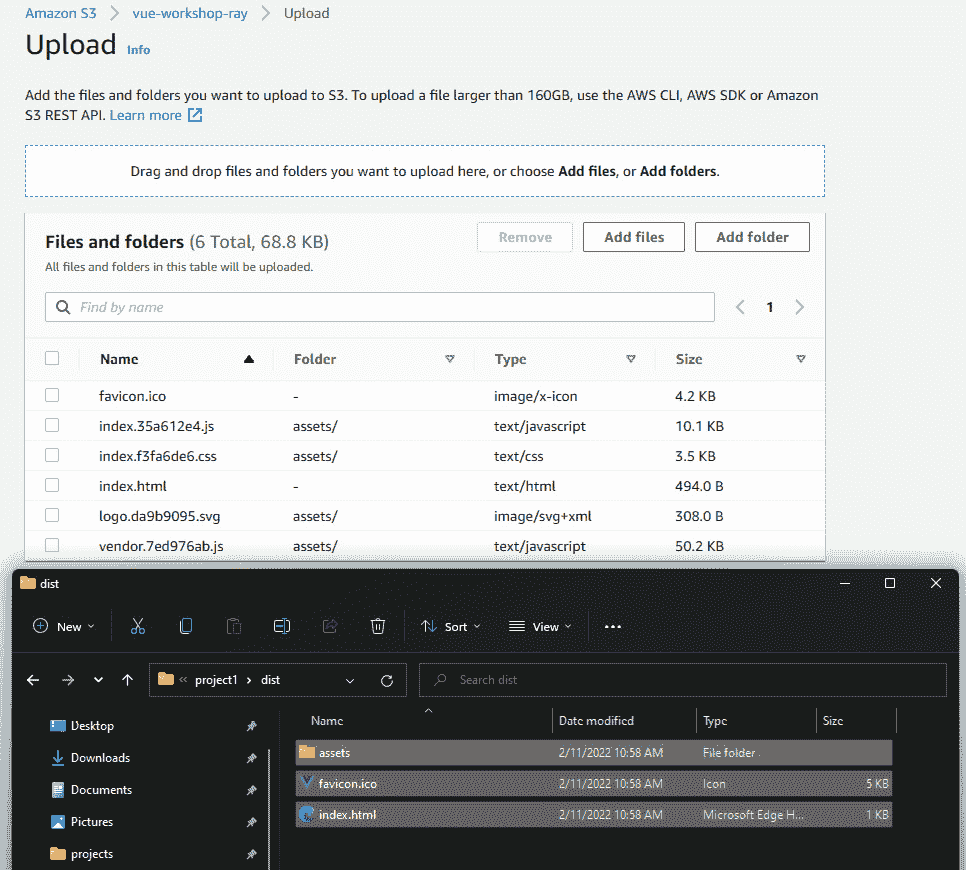 Amazon S3 > vue-workshop-ray > Upload
Upload Info
Add the files and folders you want to upload to S3. To upload a file larger than 160GB, use the AWS CLI, AWS SDK or Amazon
S3 REST API. Learn more
Drag and drop files and folders you want to upload here, or choose Add files, or Add folders.
Files and folders (6 Total, 68.8 KB) Remove Add files Add folder
All files and folders in this table will be uploaded.
Find by name 1
Name Folder Type Size
favicon.ico - image/x-icon 4.2 KB
index.35a612e4.js assets/ text/javascript 10.1 KB
index.f3fa6de6.css assets/ text/css 3.5 KB
index.html - text/html 494.0 B
logo.da9b9095.svg assets/ image/svg+xml 308.0 B
vendor.7ed976ab.js assets/ text/javascript 50.2 KB
dist
New Sort View
« project1 > dist Search dist
Name Date modified Type Size
Desktop
assets 2/11/2022 10:58 AM File folder
Downloads
favicon.ico 2/11/2022 10:58 AM Icon 5 KB
Documents
index.html 2/11/2022 10:58 AM Microsoft Edge H... 1 KB
Pictures
projects